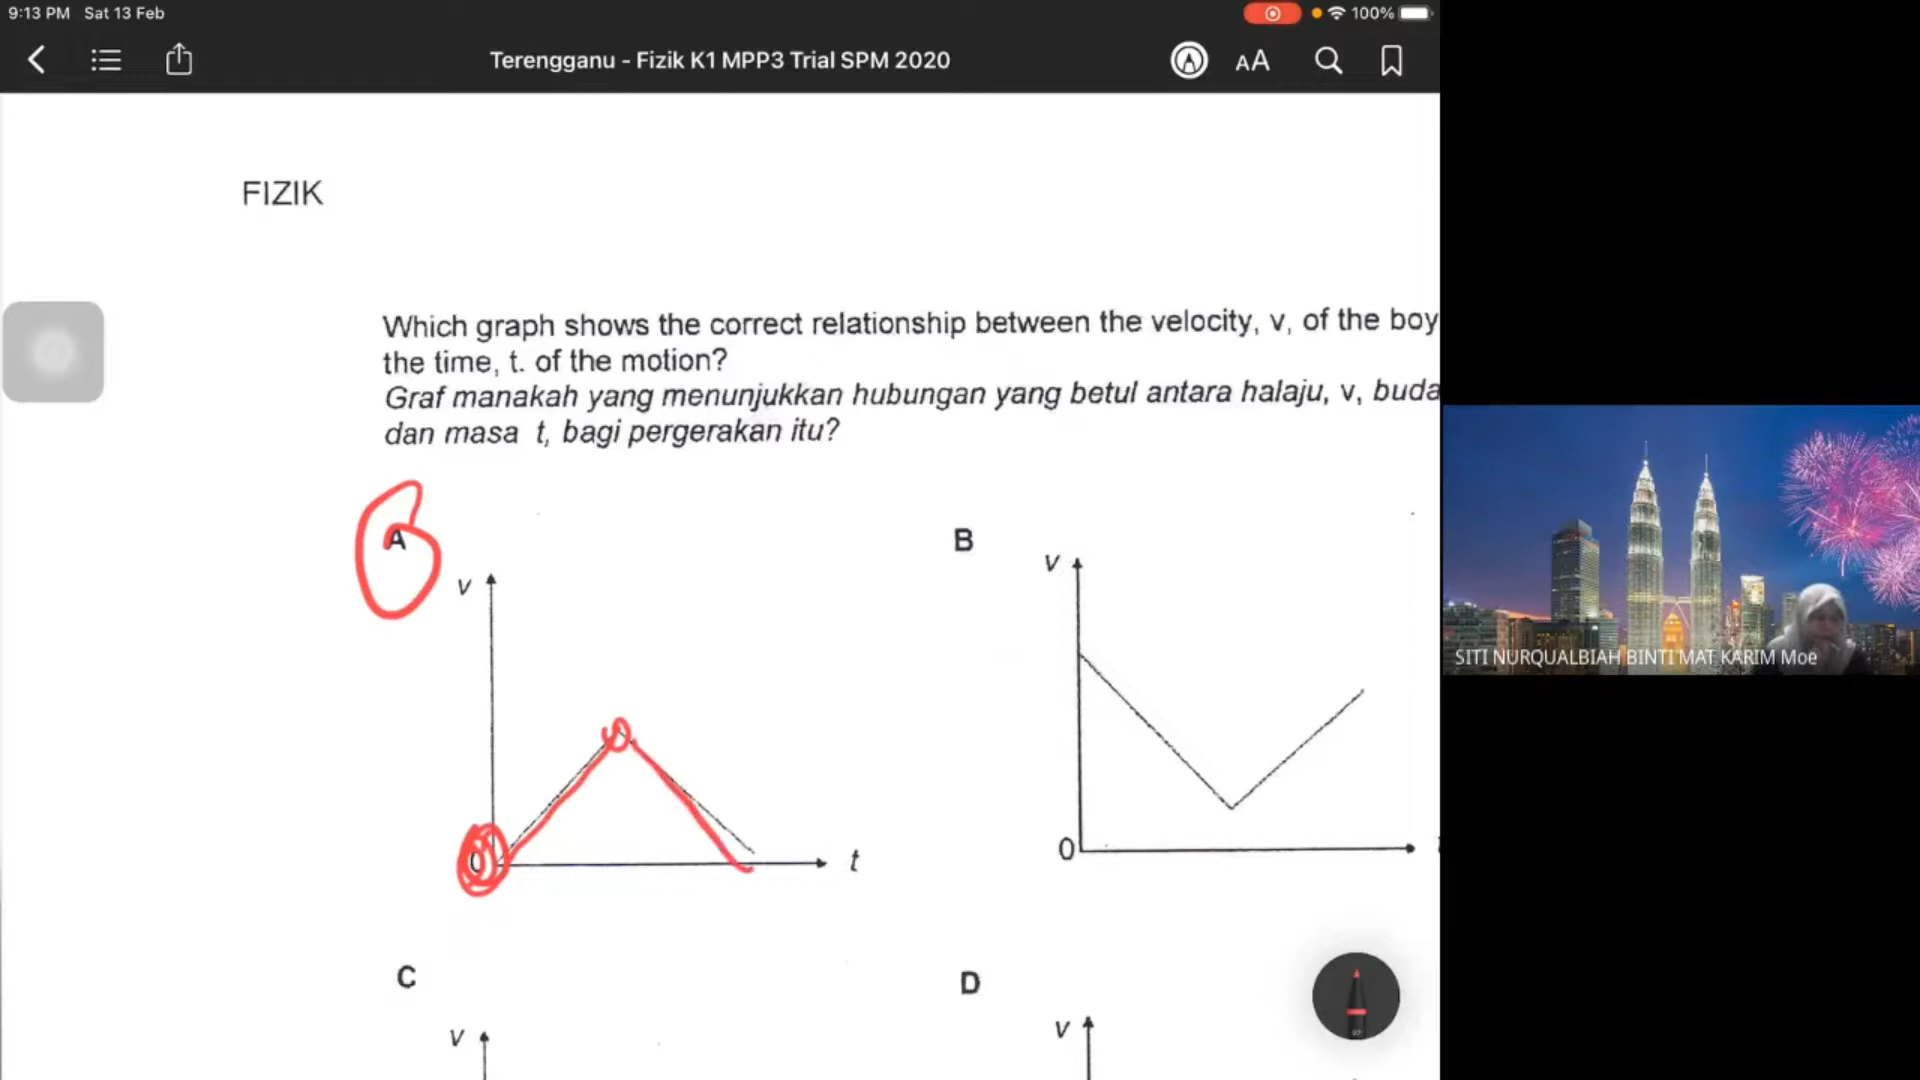 9:13 PM Sat 13 Feb
100%
Terengganu - Fizik K1 MPP3 Trial SPM 2020
AA
FIZIK
Which graph shows the correct relationship between the velocity, v, of the boy
the time, t. of the motion?
Graf manakah yang menunjukkan hubungan yang betul antara halaju, v, buda
dan masa t, bagi pergerakan itu?
A
B
v
v
0
t
0
C
D
v
v
SITI NURQUALBIAH BINTI MAT KARIM Moe